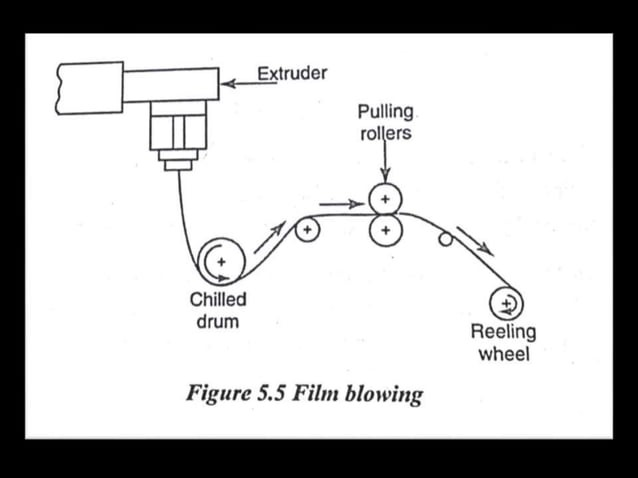 Extruder
Pulling
rollers
Chilled
drum
Reeling
wheel
Figure 5.5 Film blowing